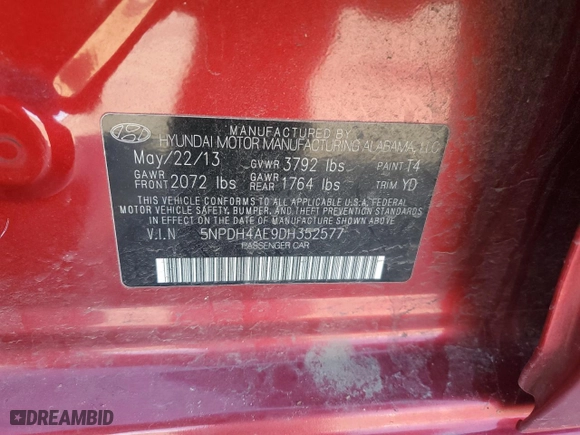 MANUFACTURED BY
HYUNDAI MOTOR MANUFACTURING ALABAMA, LLC
May/22/13 GVWR 3792 lbs PAINT T4
GAWR FRONT 2072 lbs GAWR REAR 1764 lbs TRIM YD
THIS VEHICLE CONFORMS TO ALL APPLICABLE U.S.A. FEDERAL
MOTOR VEHICLE SAFETY, BUMPER, AND THEFT PREVENTION STANDARDS
IN EFFECT ON THE DATE OF MANUFACTURE SHOWN ABOVE
V.I.N 5NPDH4AE9DH352577
PASSENGER CAR
DREAMBID